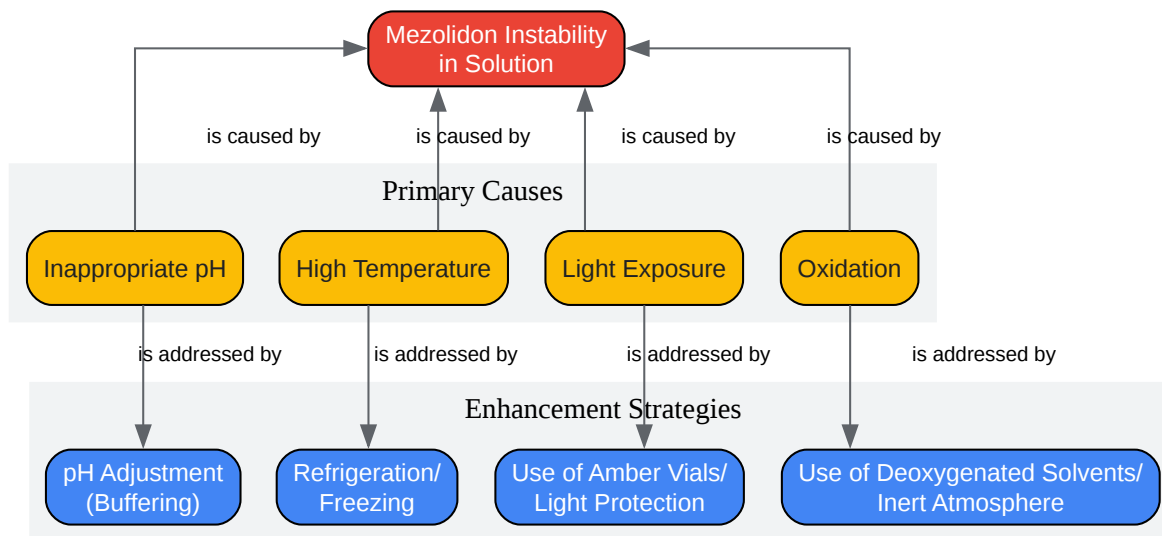 Mezolidon Instability
in Solution
is caused by
is caused by
is caused by
is caused by
Primary Causes
Inappropriate pH
High Temperature
Light Exposure
Oxidation
is addressed by
is addressed by
is addressed by
is addressed by
Enhancement Strategies
pH Adjustment
(Buffering)
Refrigeration/
Freezing
Use of Amber Vials/
Light Protection
Use of Deoxygenated Solvents/
Inert Atmosphere